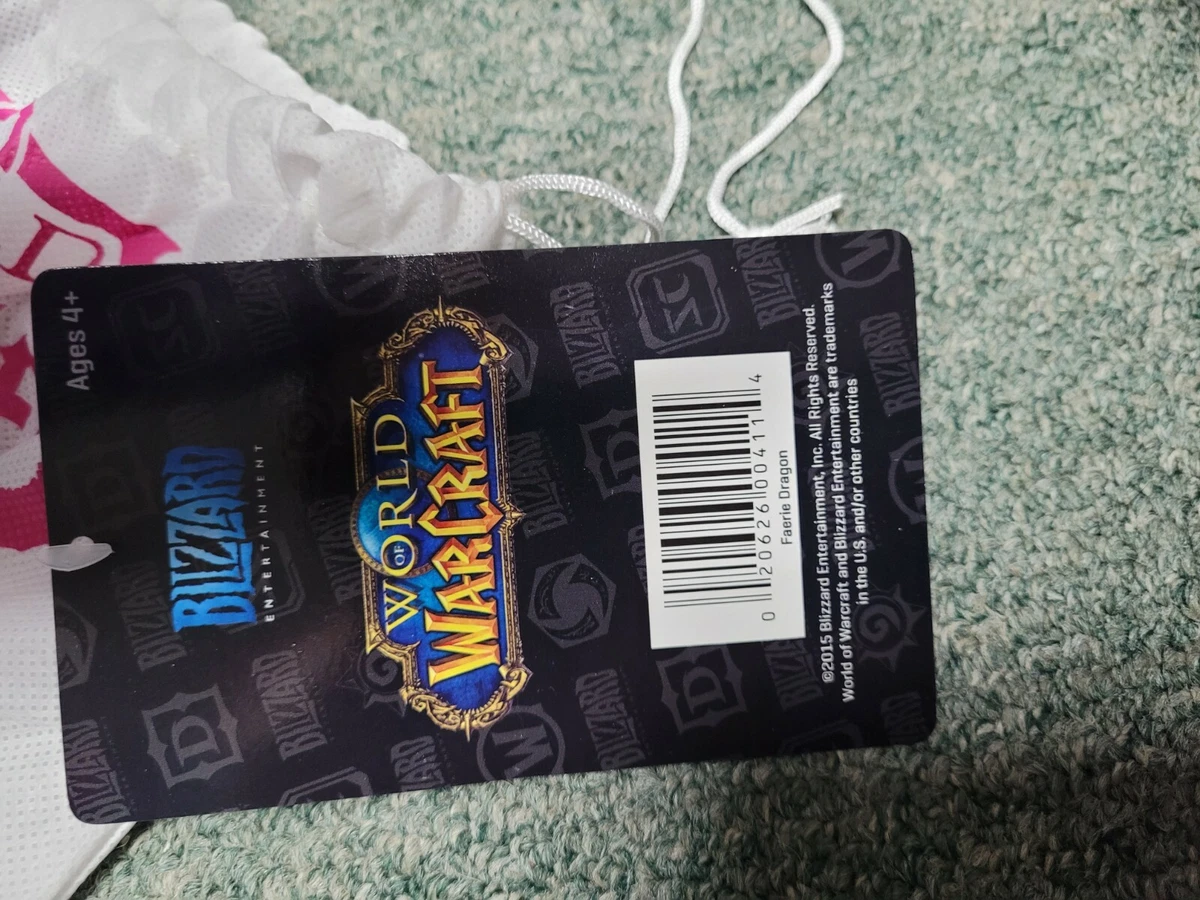 Ages 4+
BLIZZARD
ENTERTAINMENT
WORLD
OF
WARCRAFT
0 20626 00411 4
Faerie Dragon
©2015 Blizzard Entertainment, Inc. All Rights Reserved.
World of Warcraft and Blizzard Entertainment are trademarks
in the U.S. and/or other countries